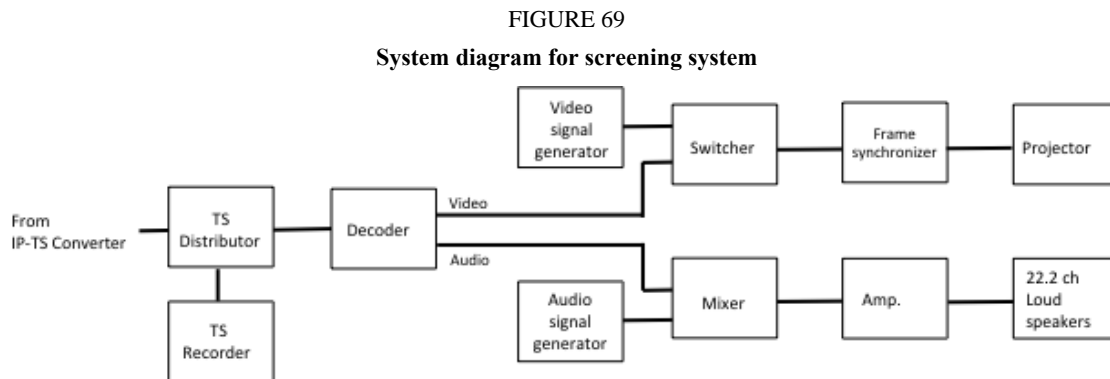 FIGURE 69
System diagram for screening system
Video
signal
generator
Switcher
Frame
synchronizer
Projector
From
IP-TS Converter
TS
Distributor
Decoder
Video
Audio
TS
Recorder
Audio
signal
generator
Mixer
Amp.
22.2 ch
Loud
speakers